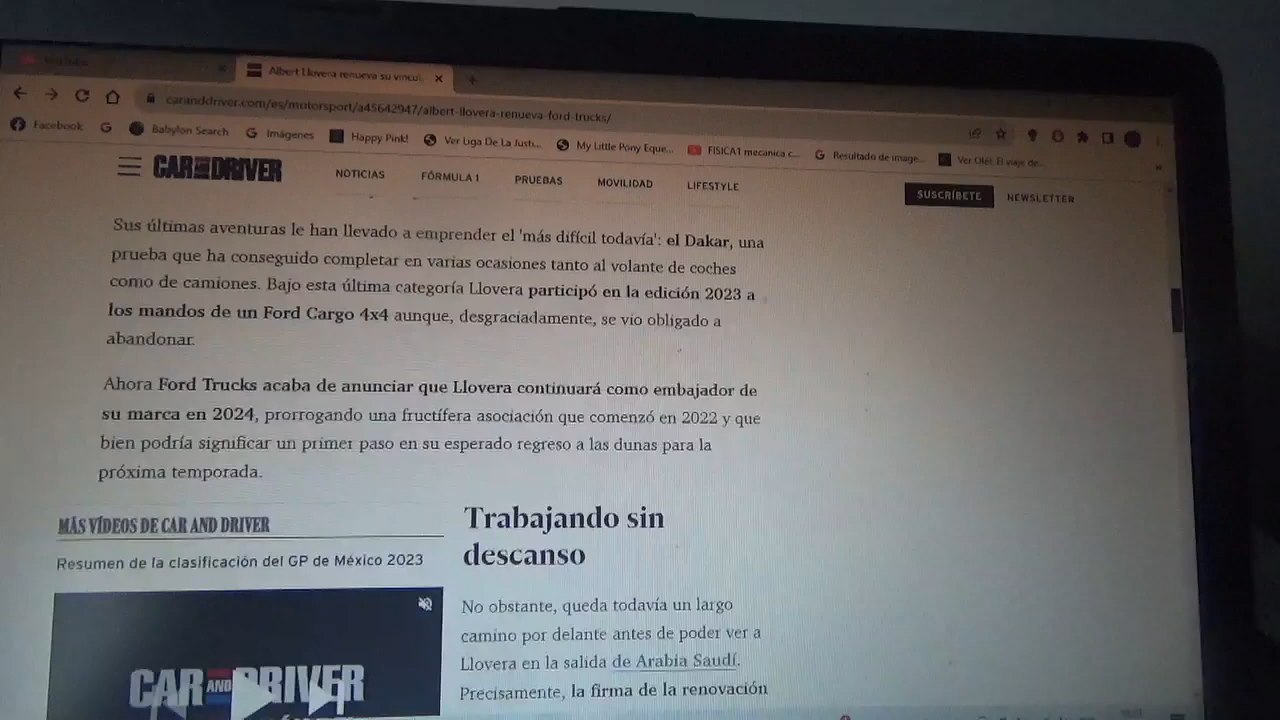 YouTube
Albert Llovera renueva su vincul
caranddriver.com/es/motorsport/a45642947/albert-llovera-renueva-ford-trucks/
Facebook
Babylon Search
Imágenes
Happy Pink!
Ver Liga De La Justi...
My Little Pony Eque...
FISICA1 mecánica c...
Resultado de image...
Ver Olé!. El viaje de...
CAR AND DRIVER
NOTICIAS
FÓRMULA 1
PRUEBAS
MOVILIDAD
LIFESTYLE
SUSCRÍBETE
NEWSLETTER
Sus últimas aventuras le han llevado a emprender el 'más difícil todavía': el Dakar, una
prueba que ha conseguido completar en varias ocasiones tanto al volante de coches
como de camiones. Bajo esta última categoría Llovera participó en la edición 2023 a
los mandos de un Ford Cargo 4x4 aunque, desgraciadamente, se vio obligado a
abandonar.
Ahora Ford Trucks acaba de anunciar que Llovera continuará como embajador de
su marca en 2024, prorrogando una fructífera asociación que comenzó en 2022 y que
bien podría significar un primer paso en su esperado regreso a las dunas para la
próxima temporada.
MÁS VÍDEOS DE CAR AND DRIVER
Resumen de la clasificación del GP de México 2023
CAR AND DRIVER
Trabajando sin
descanso
No obstante, queda todavía un largo
camino por delante antes de poder ver a
Llovera en la salida de Arabia Saudí.
Precisamente, la firma de la renovación